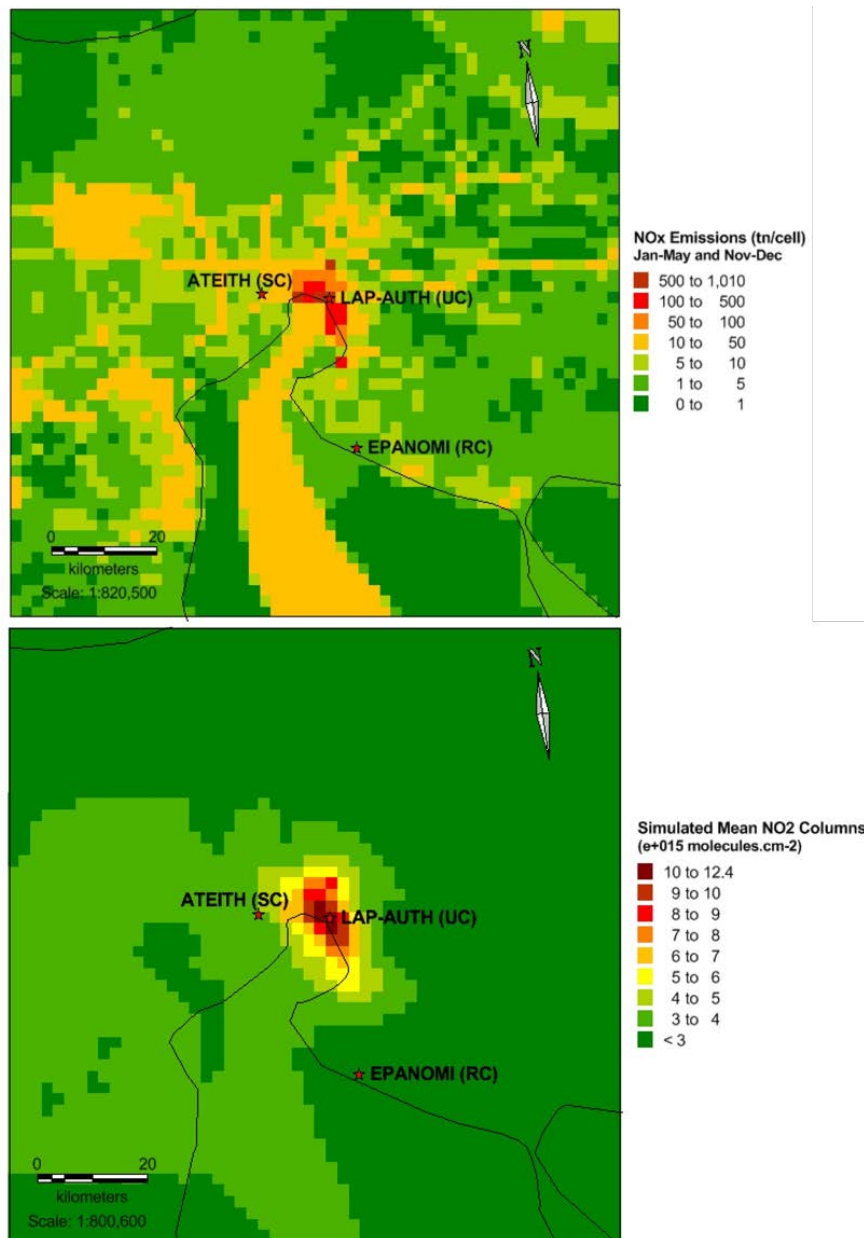 N
ATEITH (SC)
LAP-AUTH (UC)
EPANOMI (RC)
0 20
kilometers
Scale: 1:820,500
NOx Emissions (tn/cell)
Jan-May and Nov-Dec
500 to 1,010
100 to 500
50 to 100
10 to 50
5 to 10
1 to 5
0 to 1
N
ATEITH (SC)
LAP-AUTH (UC)
EPANOMI (RC)
0 20
kilometers
Scale: 1:800,600
Simulated Mean NO2 Columns
(e+015 molecules.cm-2)
10 to 12.4
9 to 10
8 to 9
7 to 8
6 to 7
5 to 6
4 to 5
3 to 4
< 3